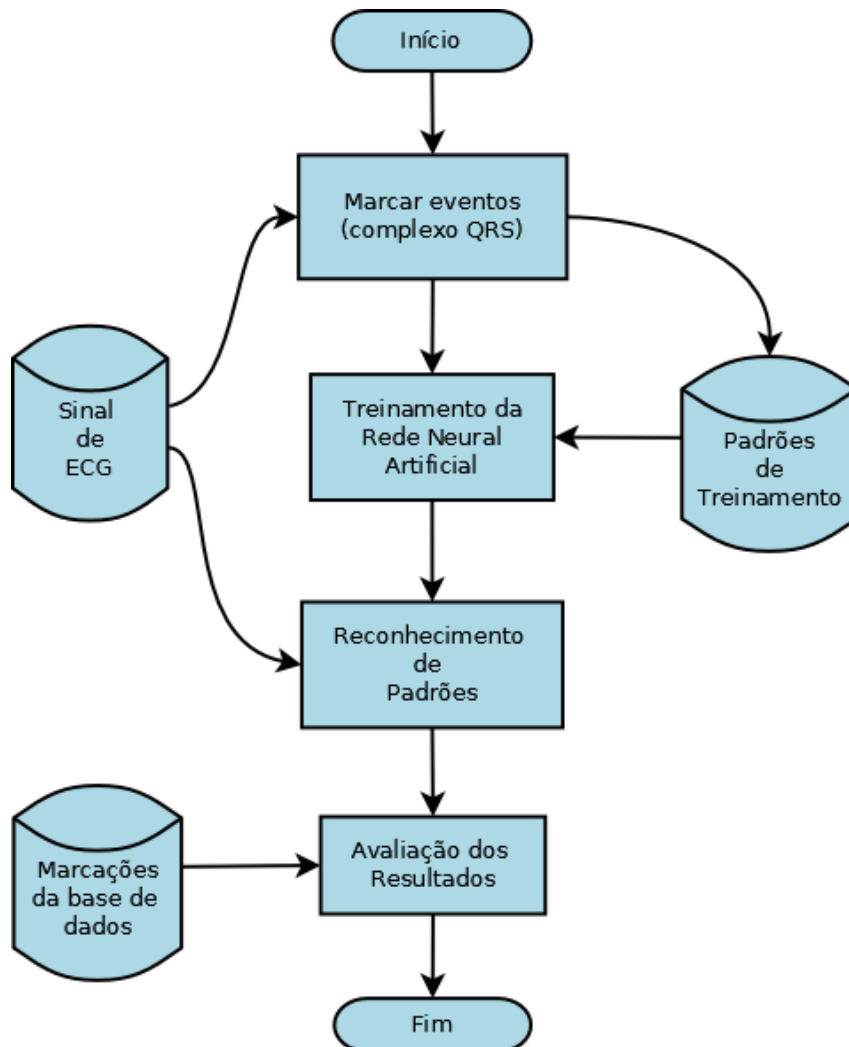 Início
Marcar eventos
(complexo QRS)
Sinal
de
ECG
Treinamento da
Rede Neural
Artificial
Padrões
de
Treinamento
Reconhecimento
de
Padrões
Marcações
da base de
dados
Avaliação dos
Resultados
Fim